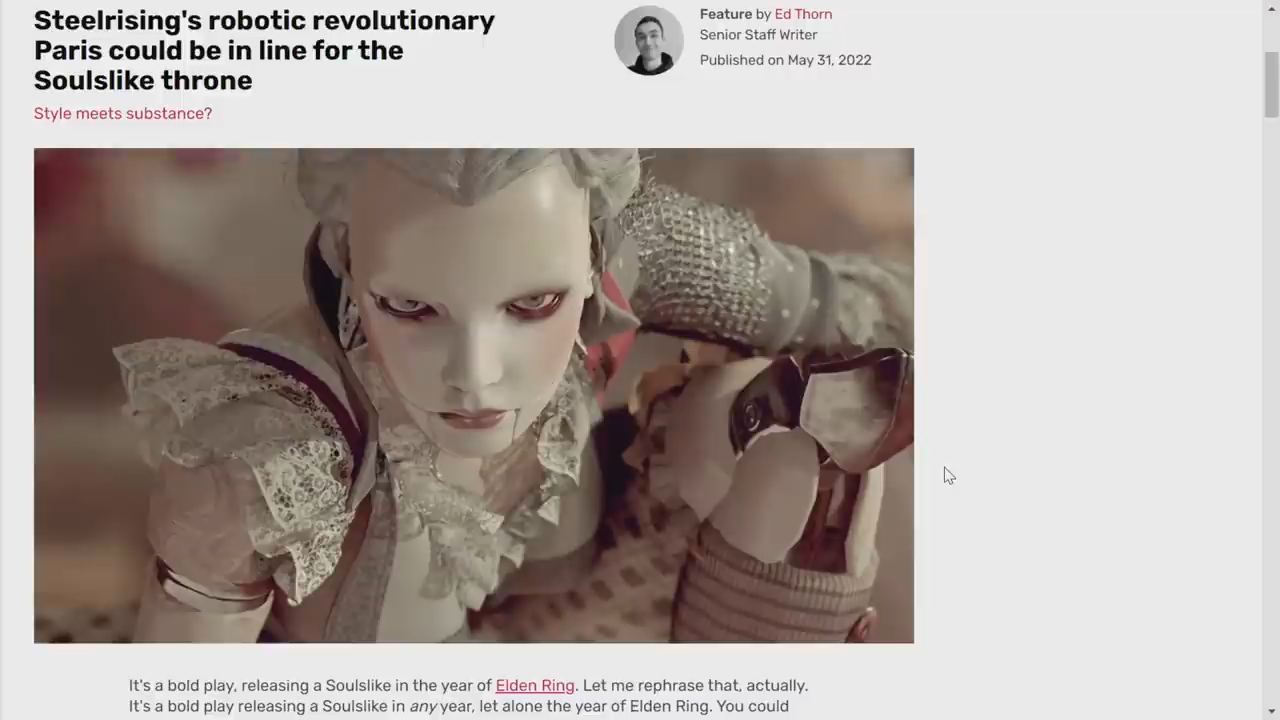 Steelrising's robotic revolutionary
Paris could be in line for the
Soulslike throne
Style meets substance?
Feature by Ed Thorn
Senior Staff Writer
Published on May 31, 2022
It's a bold play, releasing a Soulslike in the year of Elden Ring. Let me rephrase that, actually.
It's a bold play releasing a Soulslike in any year, let alone the year of Elden Ring. You could